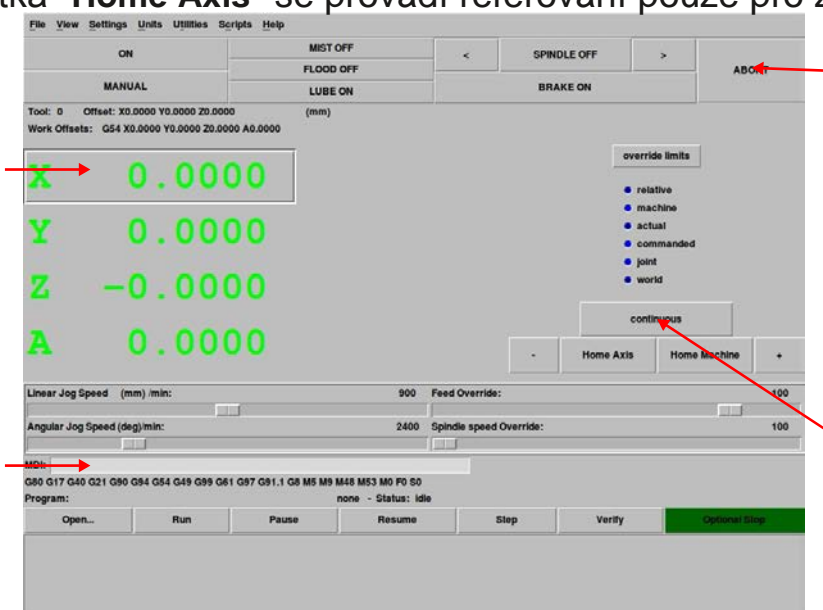 tka "Home Axis" se provádí referování pouze pro z
File View Settings Units Utilities Scripts Help
ON MIST OFF < SPINDLE OFF > ABORT
FLOOD OFF
MANUAL LUBE ON BRAKE ON
Tool: 0 Offset: X0.0000 Y0.0000 Z0.0000 (mm)
Work Offsets: G54 X0.0000 Y0.0000 Z0.0000 A0.0000
override limits
X 0.0000
relative
machine
Y 0.0000
actual
commanded
joint
Z -0.0000
world
continuous
A 0.0000
- Home Axis Home Machine +
Linear Jog Speed (mm) /min: 900 Feed Override: 100
Angular Jog Speed (deg)/min: 2400 Spindle speed Override: 100
MDI:
G80 G17 G40 G21 G90 G94 G54 G49 G99 G61 G97 G91.1 G8 M5 M9 M48 M53 M0 F0 S0
Program: none - Status: idle
Open... Run Pause Resume Step Verify Optional Stop